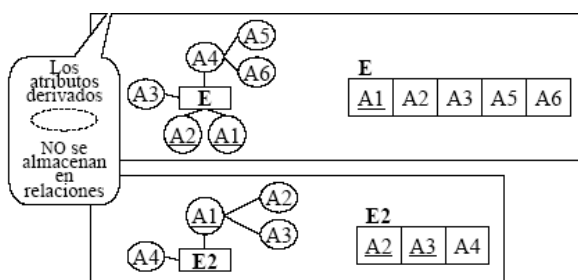 Los
atributos
derivados
NO se
almacenan
en
relaciones
A5
A4
A6
A3
E
A2
A1
E
A1
A2
A3
A5
A6
A2
A1
A3
A4
E2
E2
A2
A3
A4